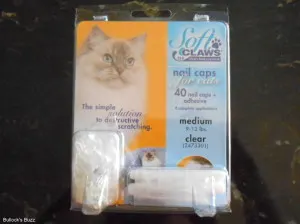 Soft
CLAWS
nail caps
for cats
40 nail caps +
adhesive
The simple
solution
to destructive
scratching.
medium
9-13 lbs.
clear
Bullock's Buzz